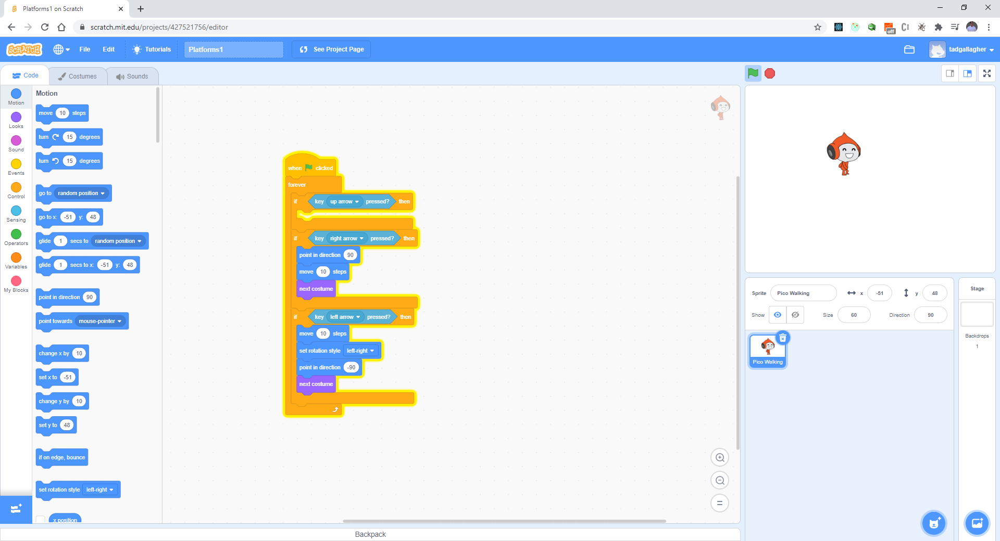 Platforms1 on Scratch
scratch.mit.edu/projects/427521756/editor
off
SCRATCH
File
Edit
Tutorials
Platforms1
See Project Page
tadgallagher
Code
Costumes
Sounds
Motion
Looks
Sound
Events
Control
Sensing
Operators
Variables
My Blocks
Motion
move 10 steps
turn 15 degrees
turn 15 degrees
go to random position
go to x: -51 y: 48
glide 1 secs to random position
glide 1 secs to x: -51 y: 48
point in direction 90
point towards mouse-pointer
change x by 10
set x to -51
change y by 10
set y to 48
if on edge, bounce
set rotation style left-right
x position
when clicked
forever
if key up arrow pressed? then
if key right arrow pressed? then
point in direction 90
move 10 steps
next costume
if key left arrow pressed? then
move 10 steps
set rotation style left-right
point in direction -90
next costume
Backpack
Sprite Pico Walking x -51 y 48
Show Size 60 Direction 90
Pico Walking
Stage
Backdrops
1